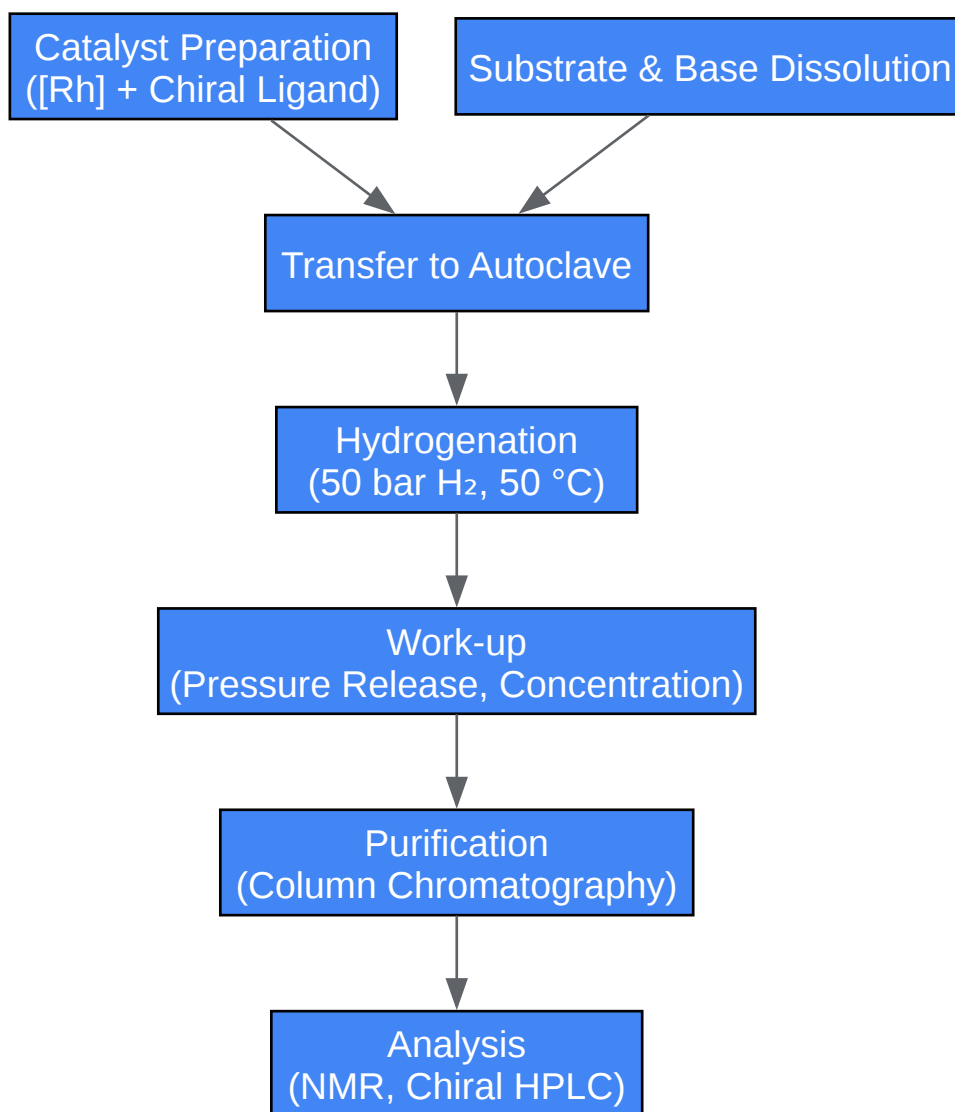 Catalyst Preparation
([Rh] + Chiral Ligand)
Substrate & Base Dissolution
Transfer to Autoclave
Hydrogenation
(50 bar H₂, 50 °C)
Work-up
(Pressure Release, Concentration)
Purification
(Column Chromatography)
Analysis
(NMR, Chiral HPLC)